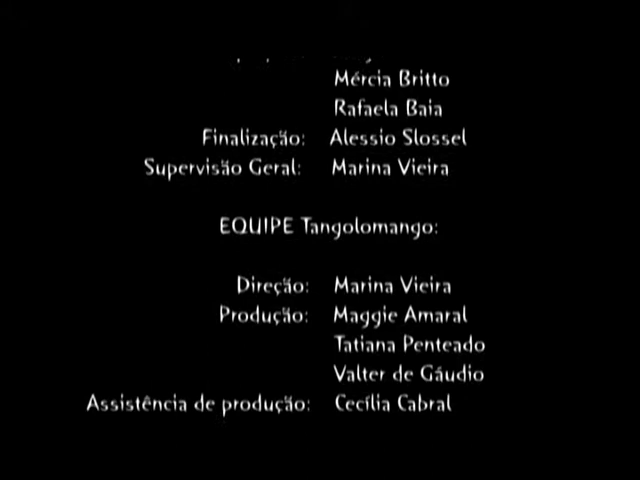 Mércia Britto
Rafaela Baia
Finalização: Alessio Slossel
Supervisão Geral: Marina Vieira
EQUIPE Tangolomango:
Direção: Marina Vieira
Produção: Maggie Amaral
Tatiana Penteado
Valter de Gáudio
Assistência de produção: Cecília Cabral